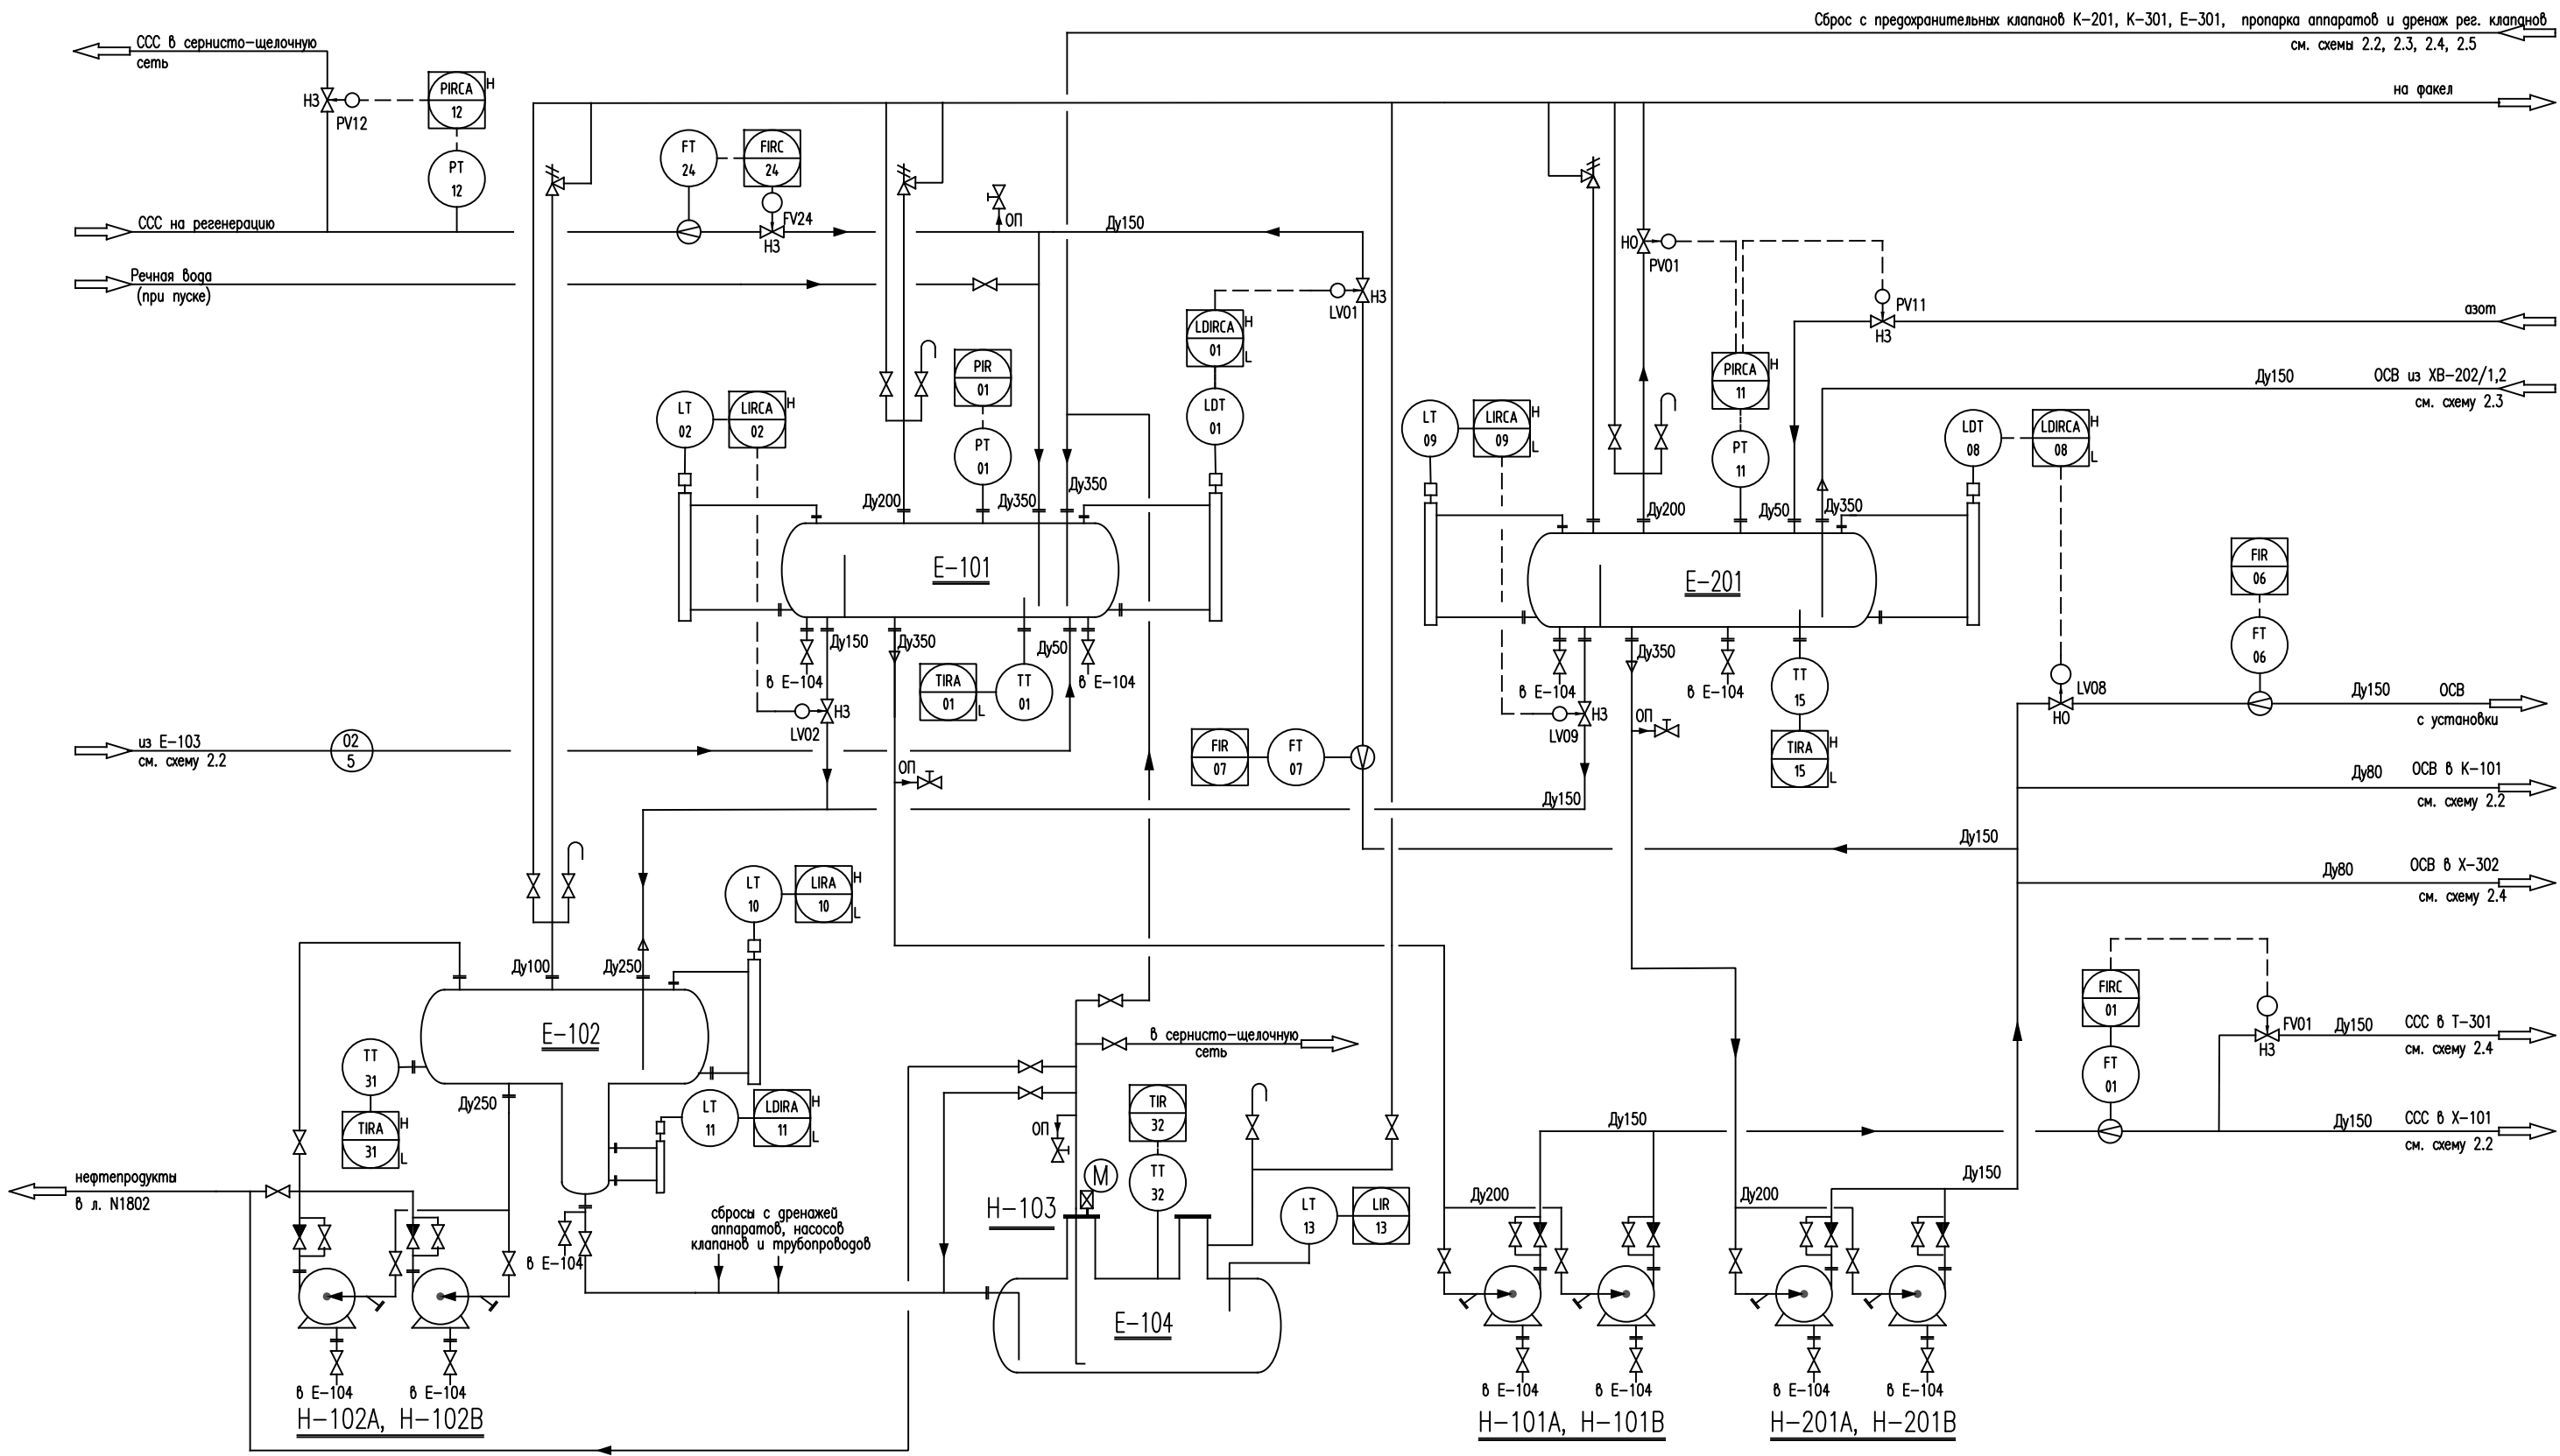 Сброс с предохранительных клапанов К-201, К-301, Е-301, пропарка аппаратов и дренаж рег. клапанов
см. схемы 2.2, 2.3, 2.4, 2.5
ССС в сернисто-щелочную
сеть
на факел
PIRCA
12
H
НЗ
PV12
PT
12
FT
24
FIRC
24
FV24
НЗ
ССС на регенерацию
ОП
Ду150
Речная вода
(при пуске)
НО
PV01
PV11
НЗ
азот
LV01
НЗ
LDIRCA
01
H
L
LDT
01
PIR
01
PT
01
LT
02
LIRCA
02
H
PIRCA
11
H
PT
11
Ду150
ОСВ из ХВ-202/1,2
см. схему 2.3
LT
09
LIRCA
09
H
L
LDT
08
LDIRCA
08
H
L
Ду200
Ду350
Ду350
Ду200
Ду50
Ду350
Е-101
Е-201
FIR
06
FT
06
Ду150
Ду350
Ду50
в Е-104
в Е-104
TIRA
01
L
TT
01
НЗ
LV02
Ду350
в Е-104
в Е-104
НЗ
LV09
ОП
TT
15
TIRA
15
H
L
LV08
НО
Ду150
ОСВ
с установки
из Е-103
см. схему 2.2
02
5
ОП
FIR
07
FT
07
Ду150
Ду80
ОСВ в К-101
см. схему 2.2
Ду150
Ду80
ОСВ в Х-302
см. схему 2.4
LT
10
LIRA
10
H
L
Ду100
Ду250
Е-102
TT
31
TIRA
31
H
L
Ду250
LT
11
LDIRA
11
H
L
в сернисто-щелочную
сеть
FIRC
01
FT
01
FV01
НЗ
Ду150
ССС в Т-301
см. схему 2.4
Ду150
ССС в Х-101
см. схему 2.2
Ду150
Ду150
ОП
TIR
32
TT
32
M
Н-103
LT
13
LIR
13
Ду200
Ду200
нефтепродукты
в л. N1802
в Е-104
сбросы с дренажей
аппаратов, насосов
клапанов и трубопроводов
Е-104
в Е-104
в Е-104
Н-102А, Н-102В
в Е-104
в Е-104
Н-101А, Н-101В
в Е-104
в Е-104
Н-201А, Н-201В